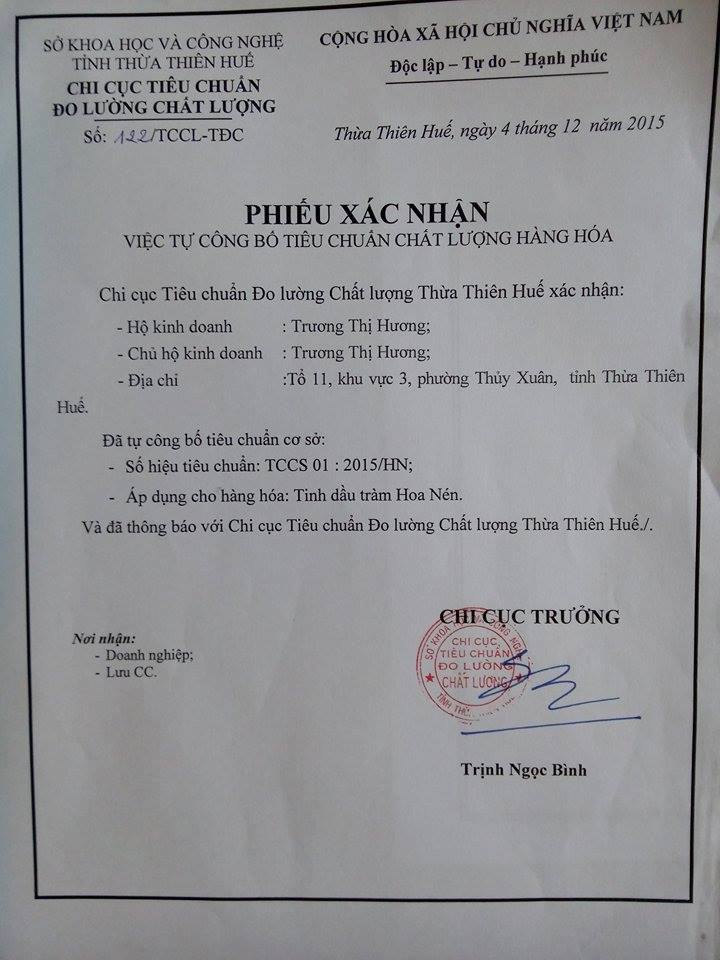 SỞ KHOA HỌC VÀ CÔNG NGHỆ
TỈNH THỪA THIÊN HUẾ
CHI CỤC TIÊU CHUẨN
ĐO LƯỜNG CHẤT LƯỢNG
Số: 122/TCCL-TĐC
CỘNG HÒA XÃ HỘI CHỦ NGHĨA VIỆT NAM
Độc lập – Tự do – Hạnh phúc
Thừa Thiên Huế, ngày 4 tháng 12 năm 2015
PHIẾU XÁC NHẬN
VIỆC TỰ CÔNG BỐ TIÊU CHUẨN CHẤT LƯỢNG HÀNG HÓA
Chi cục Tiêu chuẩn Đo lường Chất lượng Thừa Thiên Huế xác nhận:
- Hộ kinh doanh : Trương Thị Hương;
- Chủ hộ kinh doanh : Trương Thị Hương;
- Địa chỉ :Tổ 11, khu vực 3, phường Thủy Xuân, tỉnh Thừa Thiên
Huế.
Đã tự công bố tiêu chuẩn cơ sở:
- Số hiệu tiêu chuẩn: TCCS 01 : 2015/HN;
- Áp dụng cho hàng hóa: Tinh dầu tràm Hoa Nén.
Và đã thông báo với Chi cục Tiêu chuẩn Đo lường Chất lượng Thừa Thiên Huế./.
Nơi nhận:
- Doanh nghiệp;
- Lưu CC.
CHI CỤC TRƯỞNG
CHI CỤC
TIÊU CHUẨN
ĐO LƯỜNG
CHẤT LƯỢNG
Trịnh Ngọc Bình